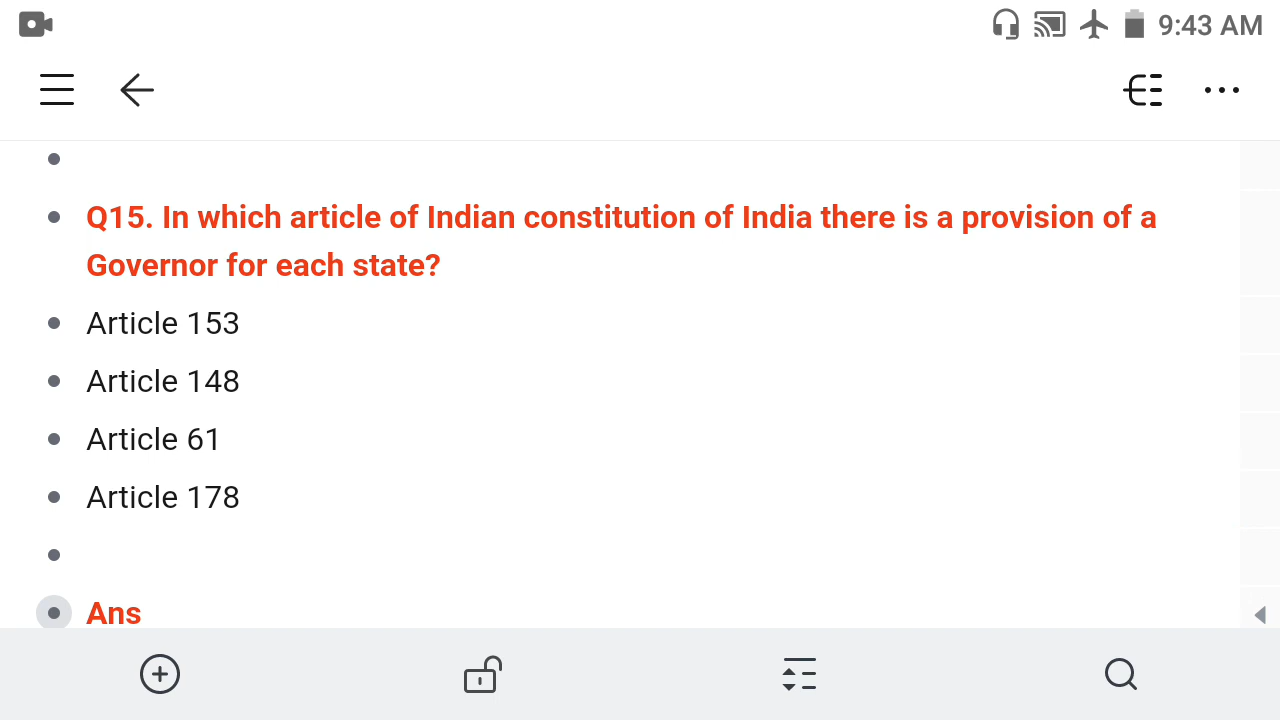 9:43 AM
Q15. In which article of Indian constitution of India there is a provision of a
Governor for each state?
Article 153
Article 148
Article 61
Article 178
Ans